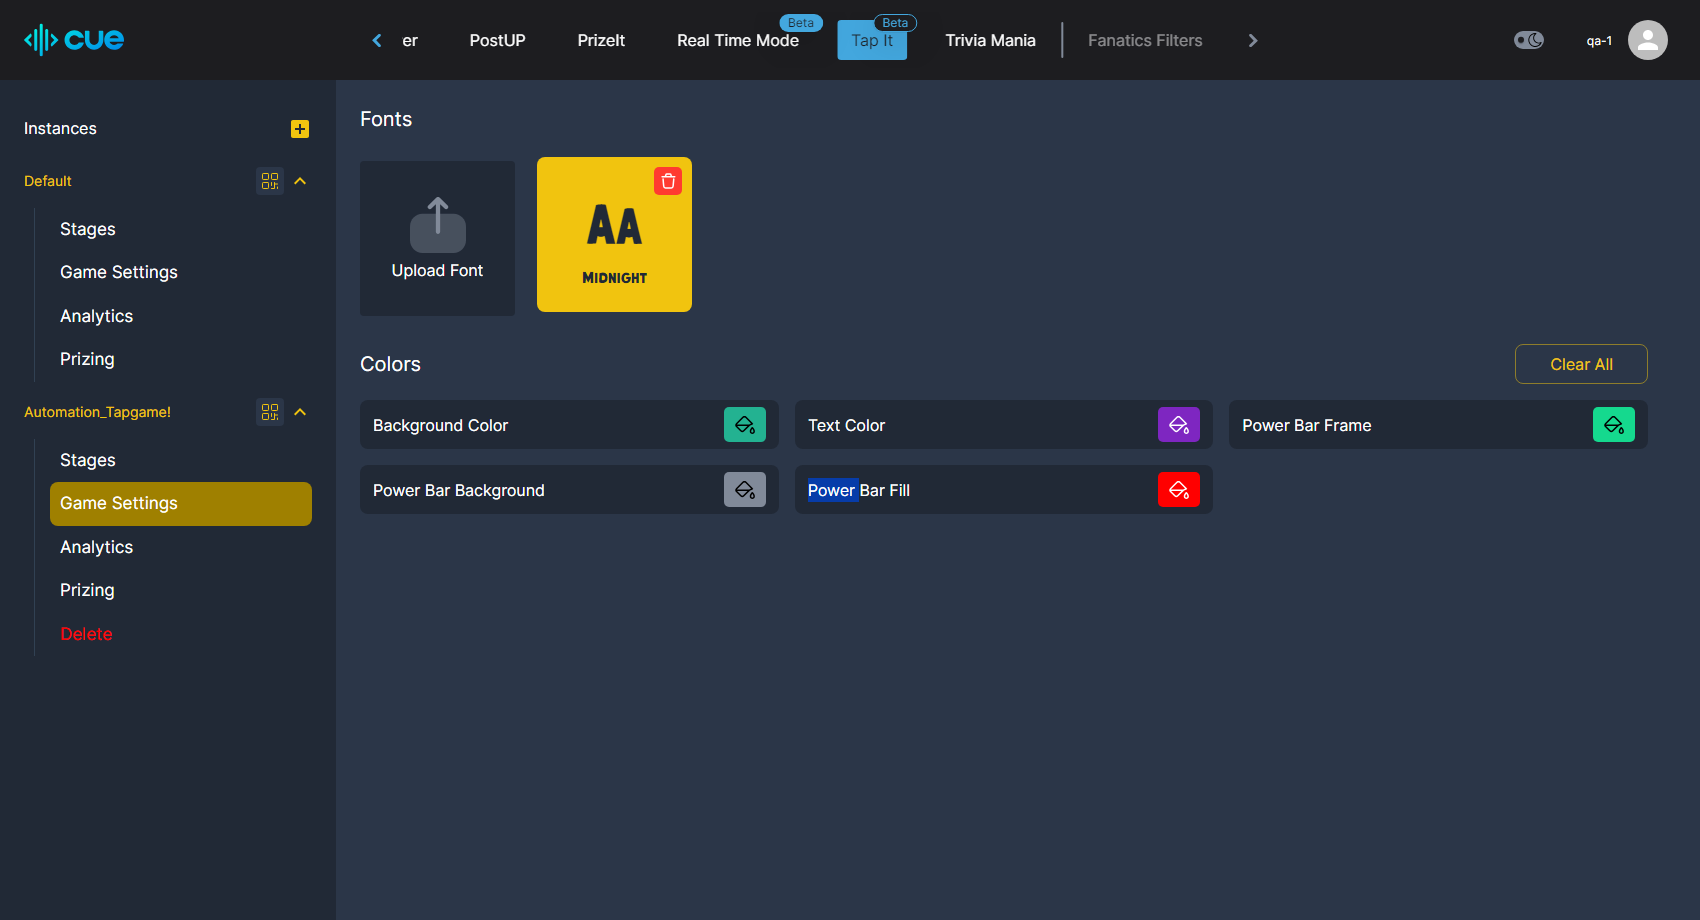 cue
er
PostUP
PrizeIt
Real Time Mode
Beta
Tap It
Beta
Trivia Mania
Fanatics Filters
qa-1
Instances
Default
Stages
Game Settings
Analytics
Prizing
Automation_Tapgame!
Stages
Game Settings
Analytics
Prizing
Delete
Fonts
Upload Font
AA
MIDNIGHT
Colors
Clear All
Background Color
Text Color
Power Bar Frame
Power Bar Background
Power Bar Fill